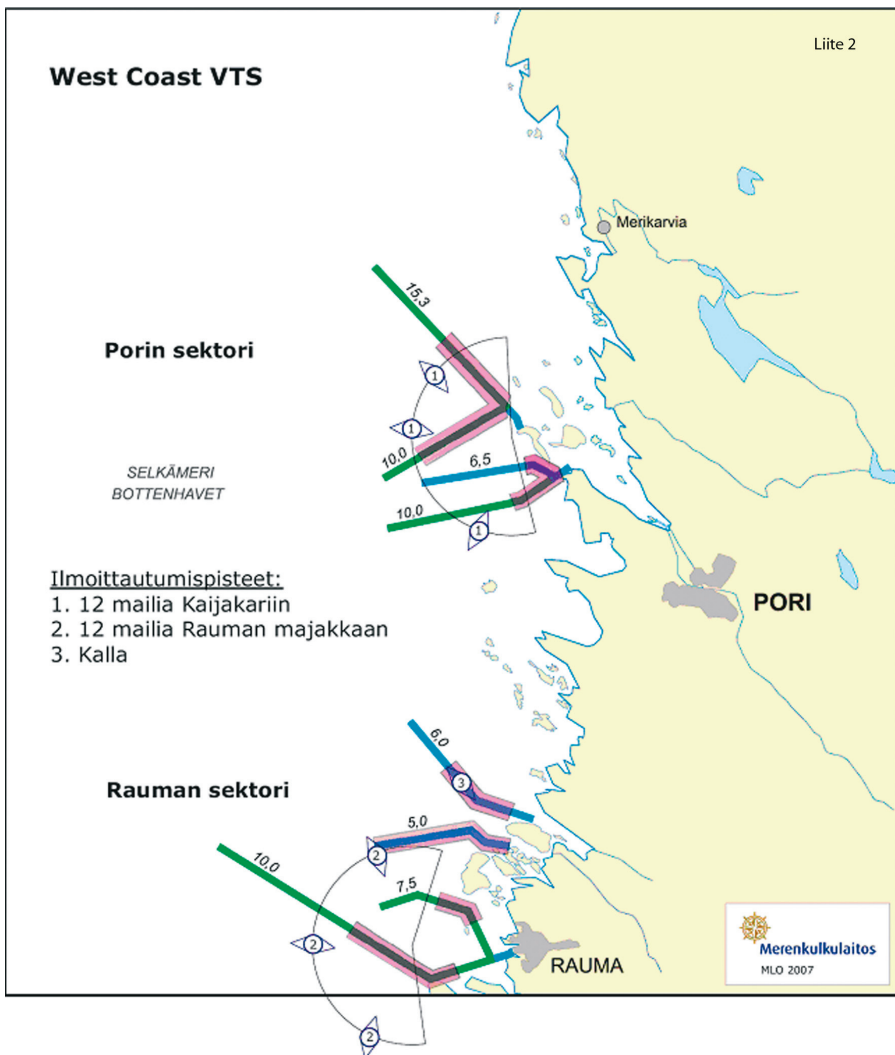 Liite 2
West Coast VTS
Merikarvia
15,3
Porin sektori
1
1
10,0
6,5
SELKÄMERI
BOTTENHAVET
10,0
1
Ilmoittautumispisteet:
1. 12 mailia Kaijakariin
2. 12 mailia Rauman majakkaan
3. Kalla
PORI
6,0
3
Rauman sektori
5,0
2
10,0
7,5
2
RAUMA
Merenkulkulaitos
MLO 2007
2